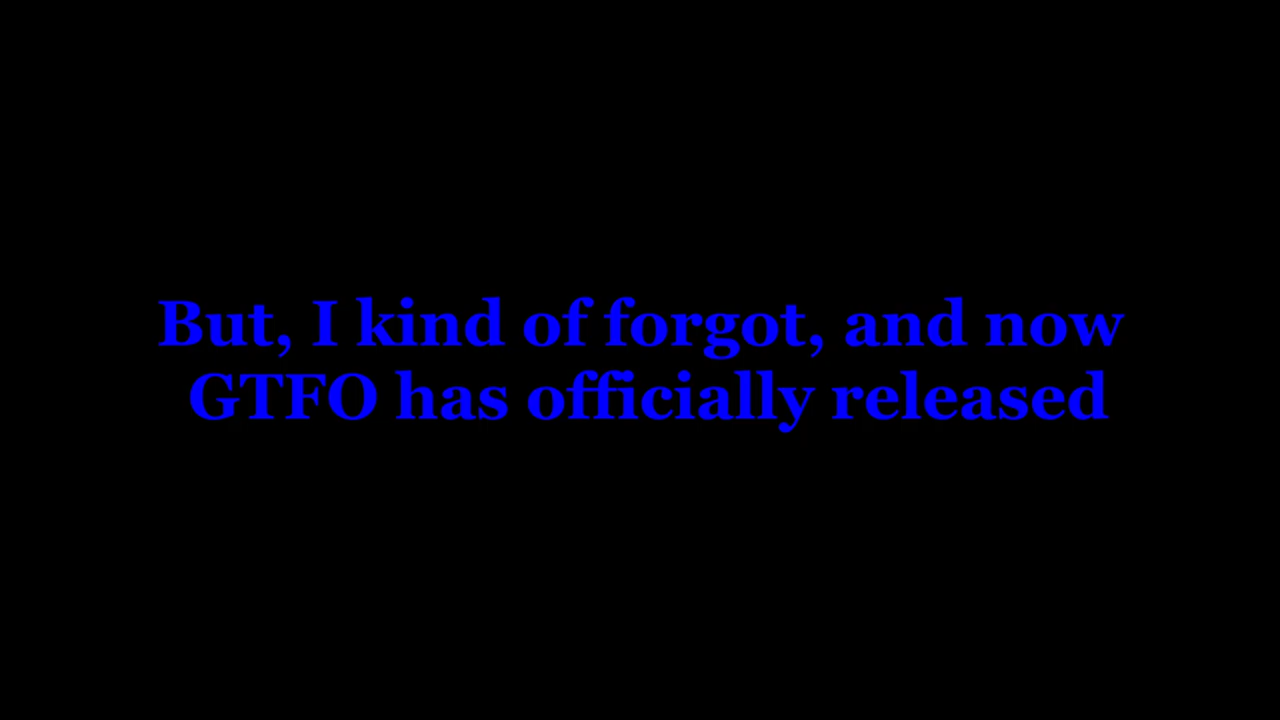 But, I kind of forgot, and now
GTFO has officially released